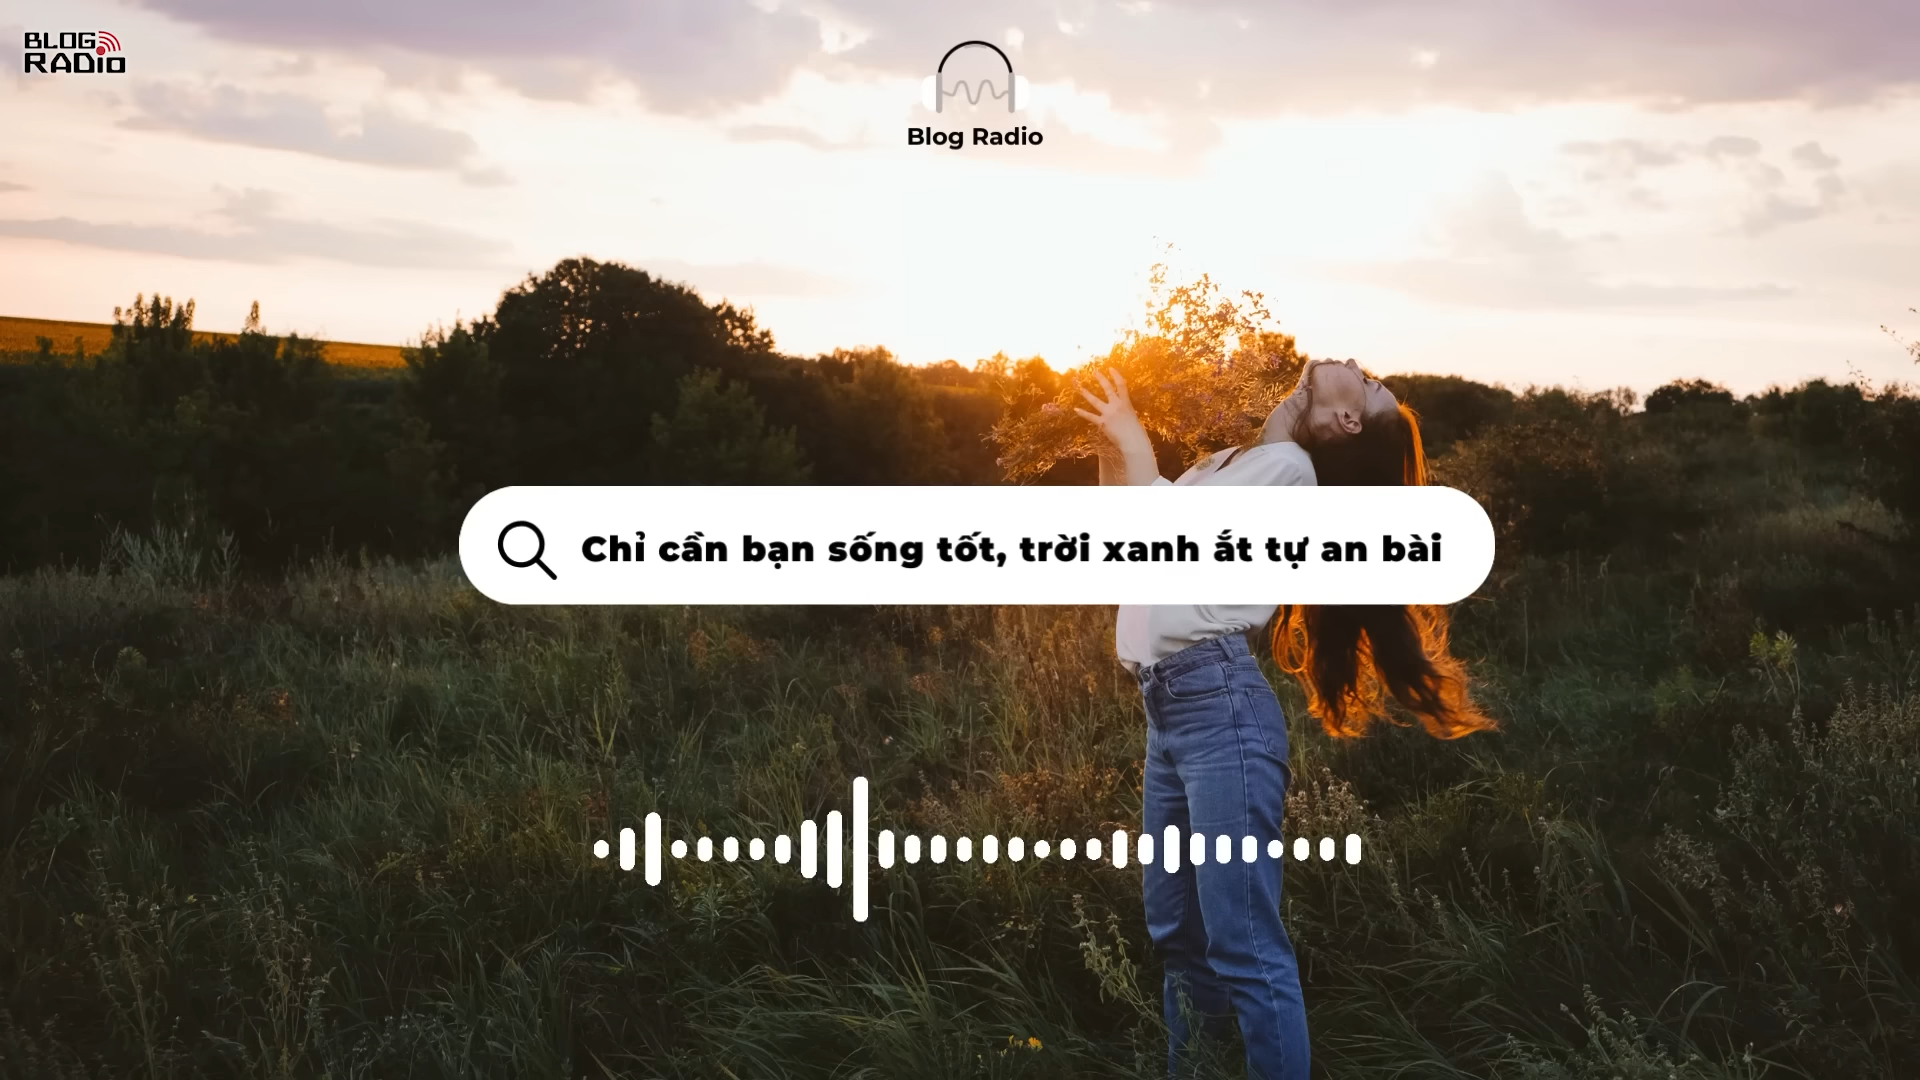 BLOG
RADIO
Blog Radio
Chỉ cần bạn sống tốt, trời xanh ắt tự an bài